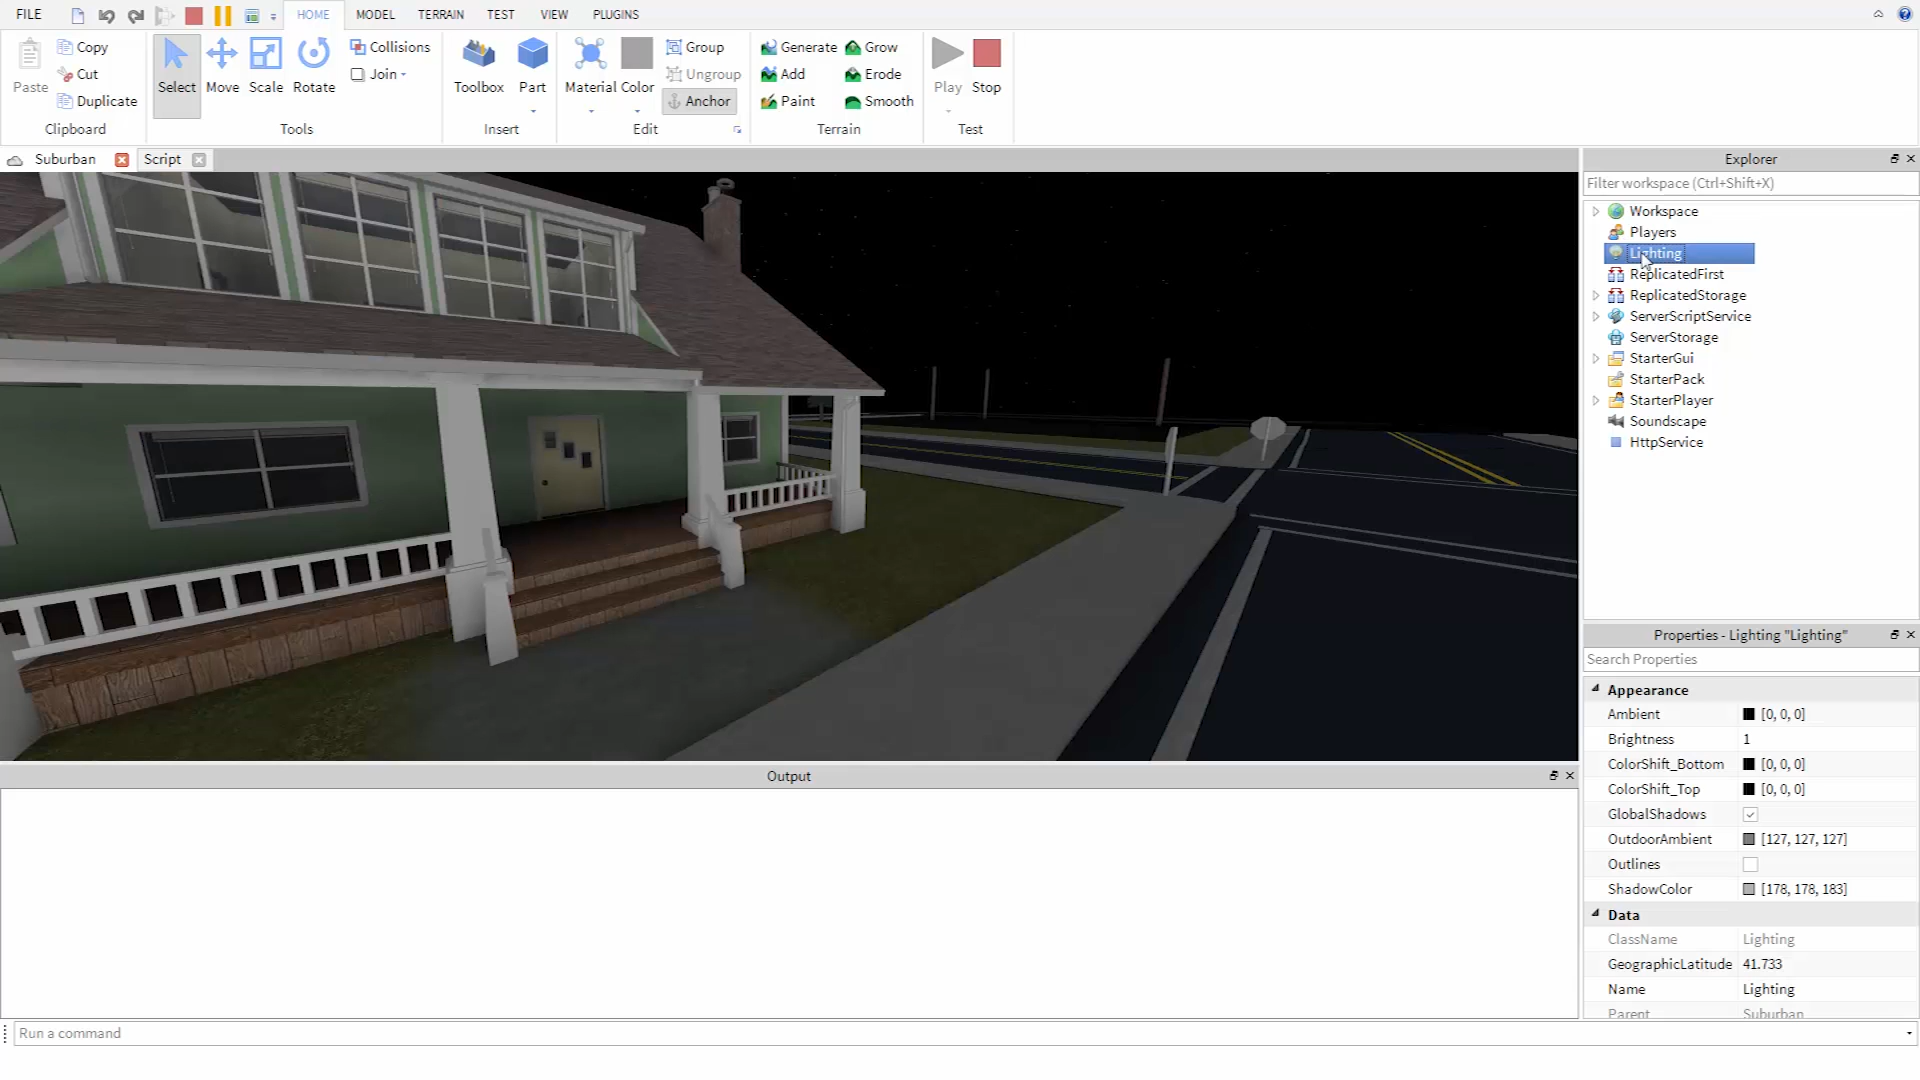 FILE HOME MODEL TERRAIN TEST VIEW PLUGINS
Paste Copy Cut Duplicate
Clipboard
Select Move Scale Rotate Collisions Join
Tools
Toolbox Part
Insert
Material Color Group Ungroup Anchor
Edit
Generate Grow
Add Erode
Paint Smooth
Terrain
Play Stop
Test
Suburban Script
Explorer
Filter workspace (Ctrl+Shift+X)
Workspace
Players
Lighting
ReplicatedFirst
ReplicatedStorage
ServerScriptService
ServerStorage
StarterGui
StarterPack
StarterPlayer
Soundscape
HttpService
Properties - Lighting "Lighting"
Search Properties
Appearance
Ambient [0, 0, 0]
Brightness 1
ColorShift_Bottom [0, 0, 0]
ColorShift_Top [0, 0, 0]
GlobalShadows
OutdoorAmbient [127, 127, 127]
Outlines
ShadowColor [178, 178, 183]
Data
ClassName Lighting
GeographicLatitude 41.733
Name Lighting
Parent Suburban
Output
Run a command